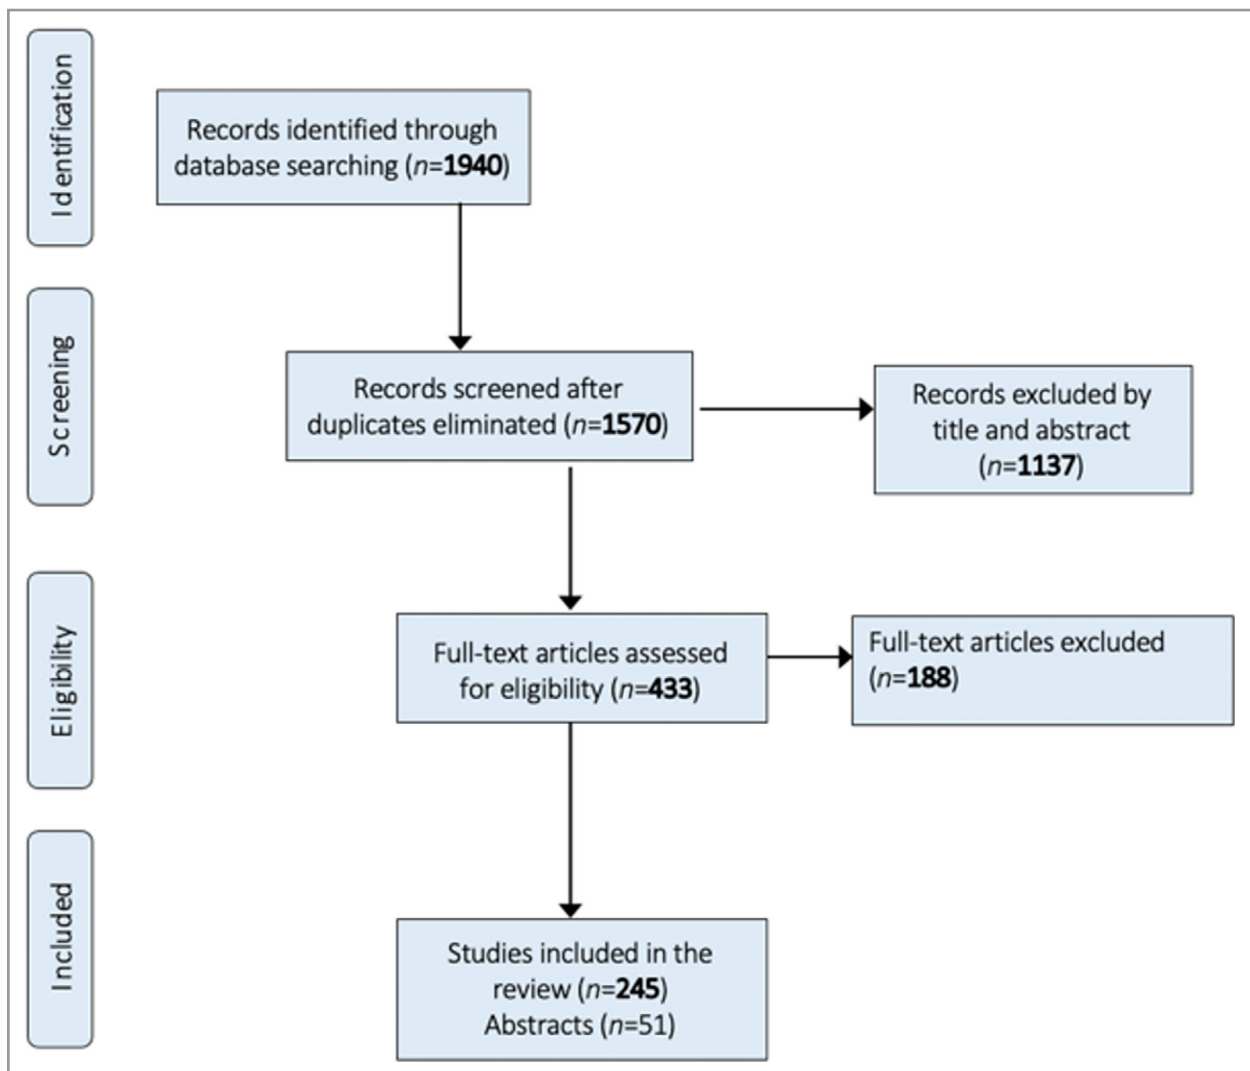 Identification
Records identified through
database searching (n=1940)
Screening
Records screened after
duplicates eliminated (n=1570)
Records excluded by
title and abstract
(n=1137)
Eligibility
Full-text articles assessed
for eligibility (n=433)
Full-text articles excluded
(n=188)
Included
Studies included in the
review (n=245)
Abstracts (n=51)